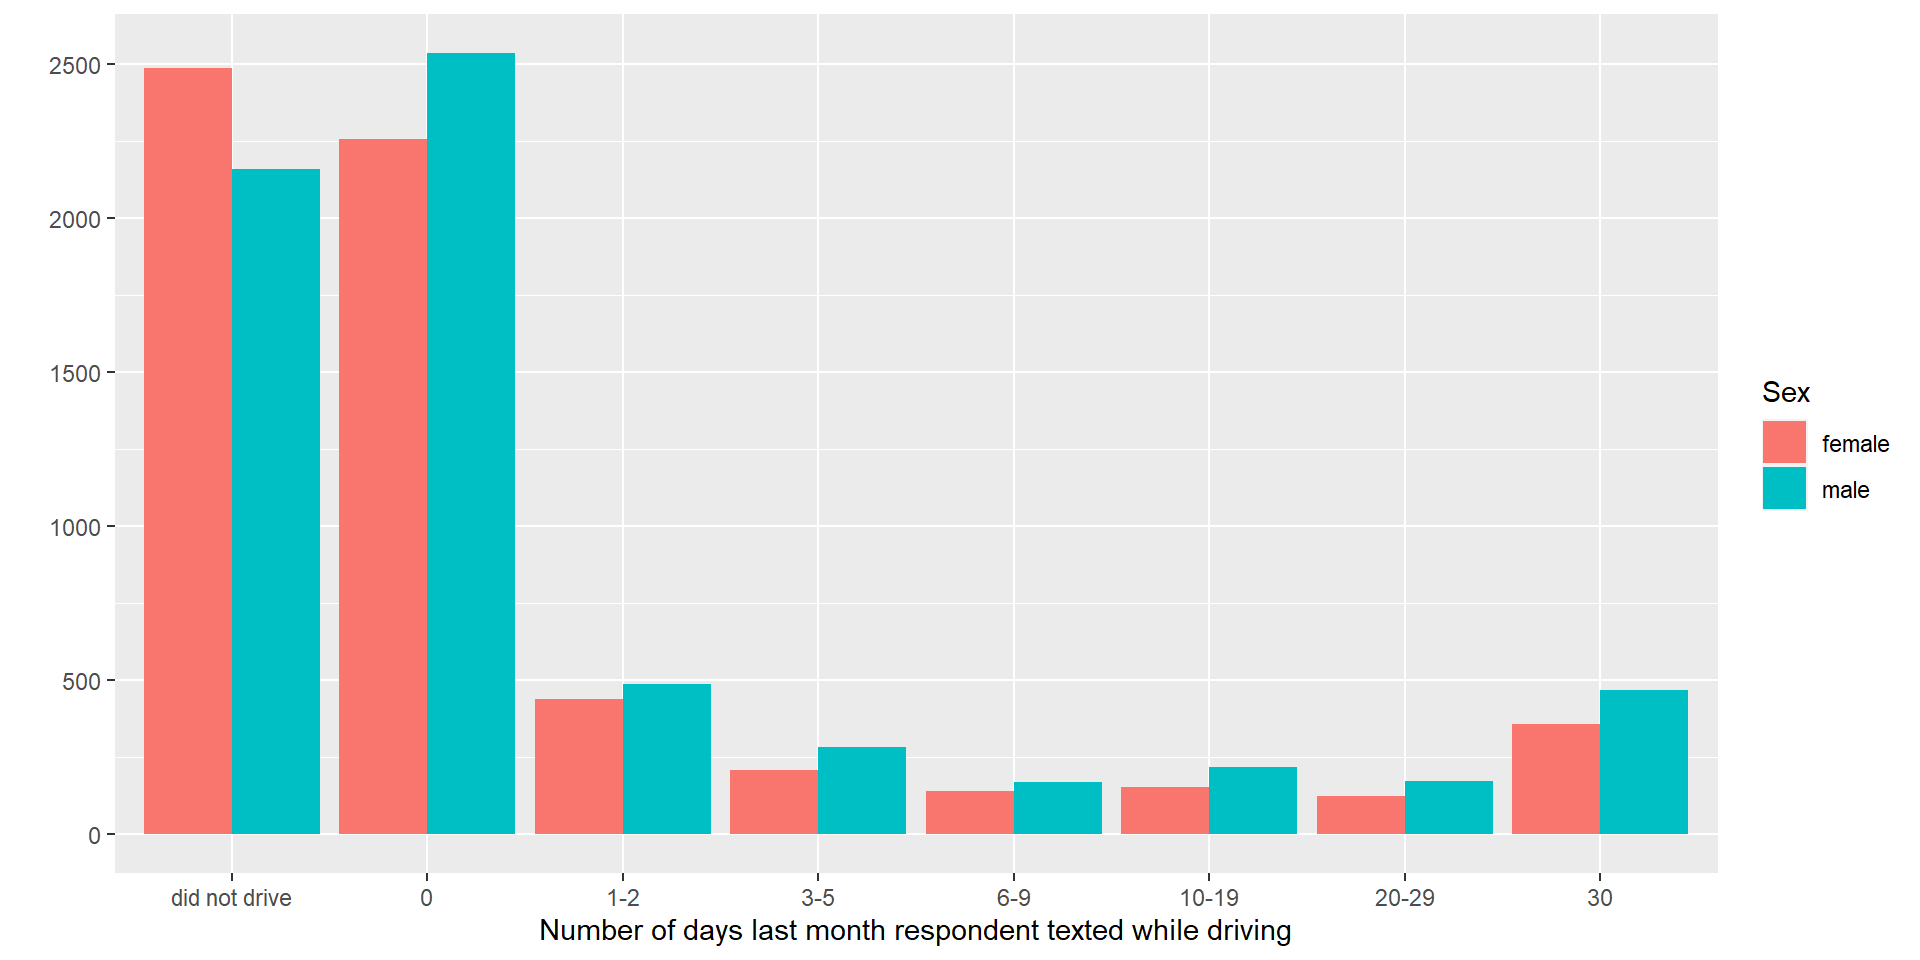 2500
2000
1500
1000
500
0
did not drive 0 1-2 3-5 6-9 10-19 20-29 30
Number of days last month respondent texted while driving
Sex
female
male